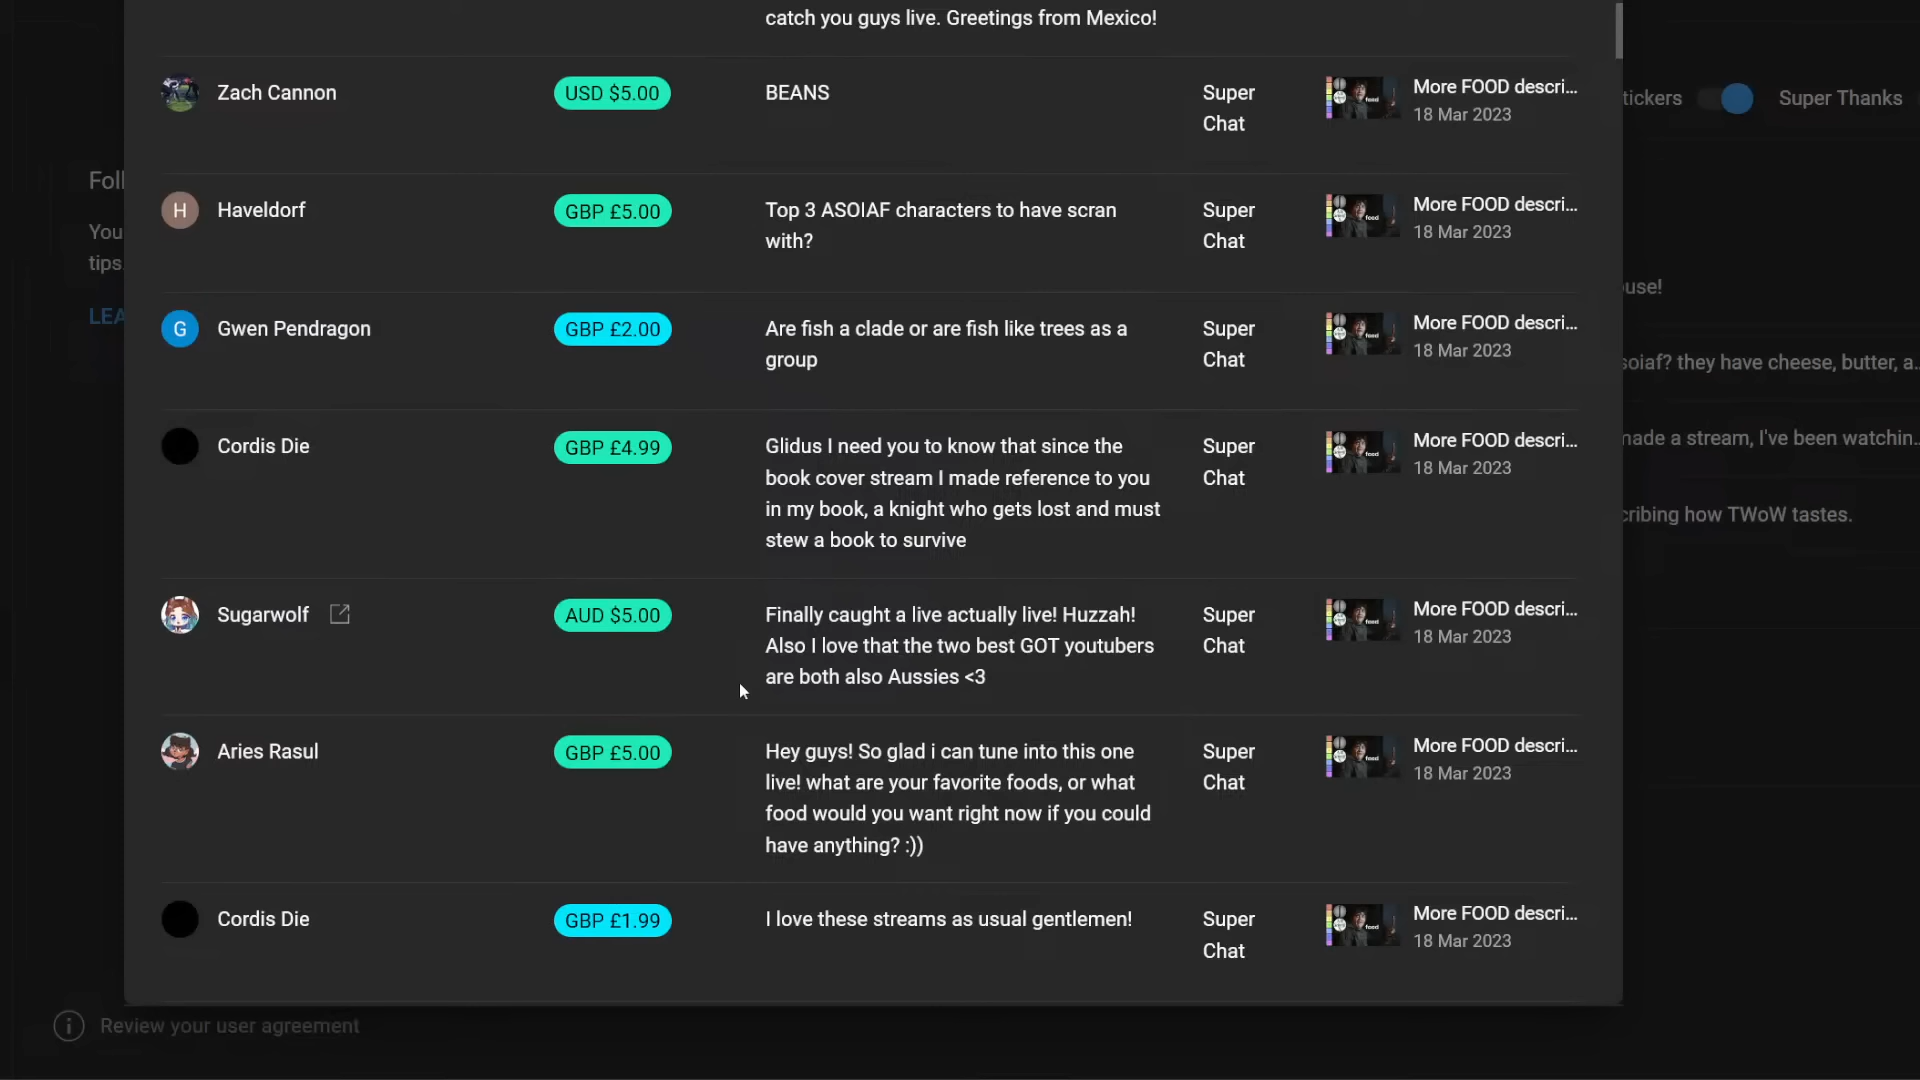 catch you guys live. Greetings from Mexico!
Zach Cannon
USD $5.00
BEANS
Super
Chat
More FOOD descri...
18 Mar 2023
tickers
Super Thanks
Foll
Haveldorf
GBP £5.00
Top 3 ASOIAF characters to have scran
with?
Super
Chat
food
More FOOD descri...
18 Mar 2023
You
tips
LEA
use!
Gwen Pendragon
GBP £2.00
Are fish a clade or are fish like trees as a
group
Super
Chat
food
More FOOD descri...
18 Mar 2023
soiaf? they have cheese, butter, a...
Cordis Die
GBP £4.99
Glidus I need you to know that since the
book cover stream I made reference to you
in my book, a knight who gets lost and must
stew a book to survive
Super
Chat
food
More FOOD descri...
18 Mar 2023
made a stream, I've been watchin...
cribing how TWoW tastes.
Sugarwolf
AUD $5.00
Finally caught a live actually live! Huzzah!
Also I love that the two best GOT youtubers
are both also Aussies <3
Super
Chat
food
More FOOD descri...
18 Mar 2023
Aries Rasul
GBP £5.00
Hey guys! So glad i can tune into this one
live! what are your favorite foods, or what
food would you want right now if you could
have anything? :))
Super
Chat
food
More FOOD descri...
18 Mar 2023
Cordis Die
GBP £1.99
I love these streams as usual gentlemen!
Super
Chat
food
More FOOD descri...
18 Mar 2023
Review your user agreement